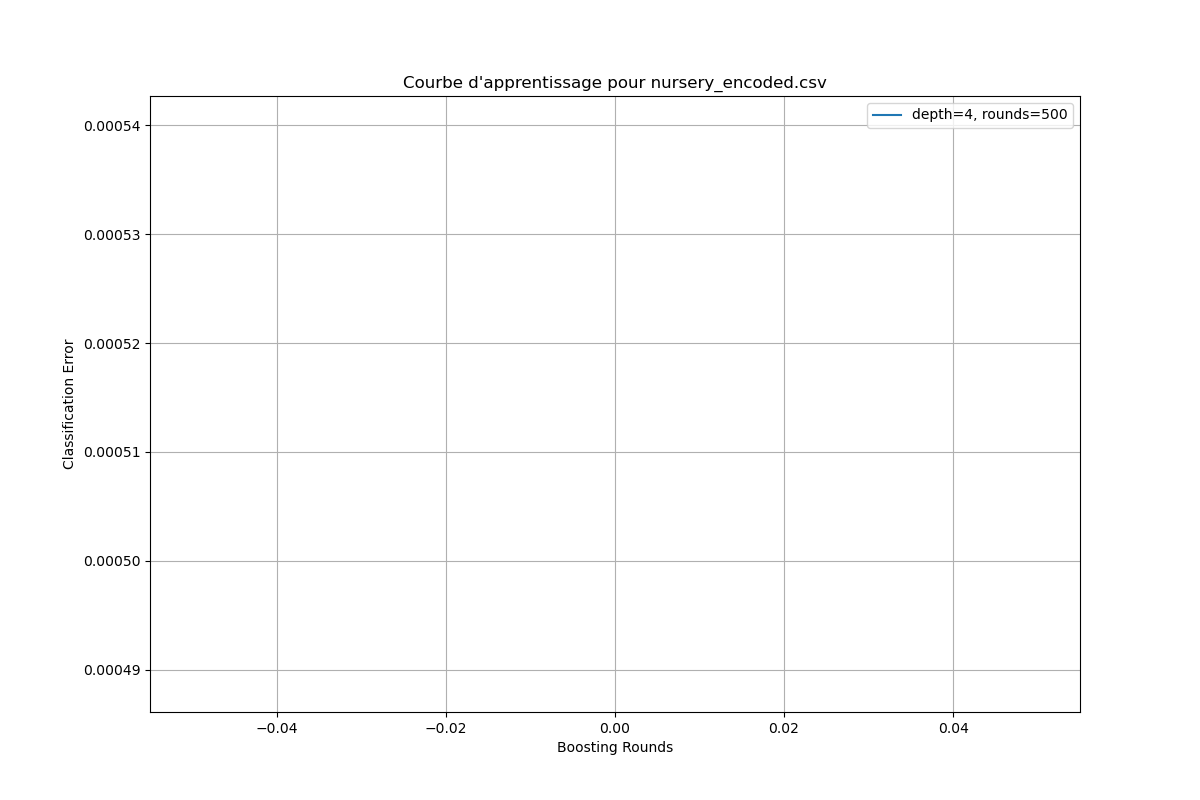 Courbe d'apprentissage pour nursery_encoded.csv
depth=4, rounds=500
0.00054
0.00053
0.00052
0.00051
0.00050
0.00049
Classification Error
−0.04
−0.02
0.00
0.02
0.04
Boosting Rounds